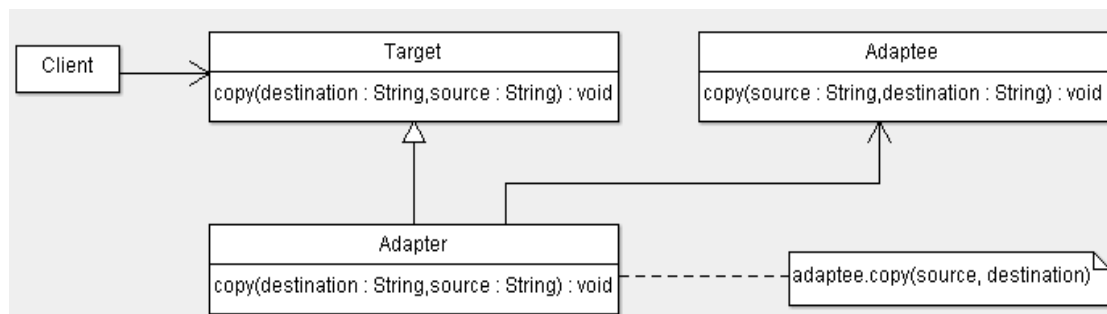 Client
Target
copy(destination : String,source : String) : void
Adaptee
copy(source : String,destination : String) : void
Adapter
copy(destination : String,source : String) : void
adaptee.copy(source, destination)